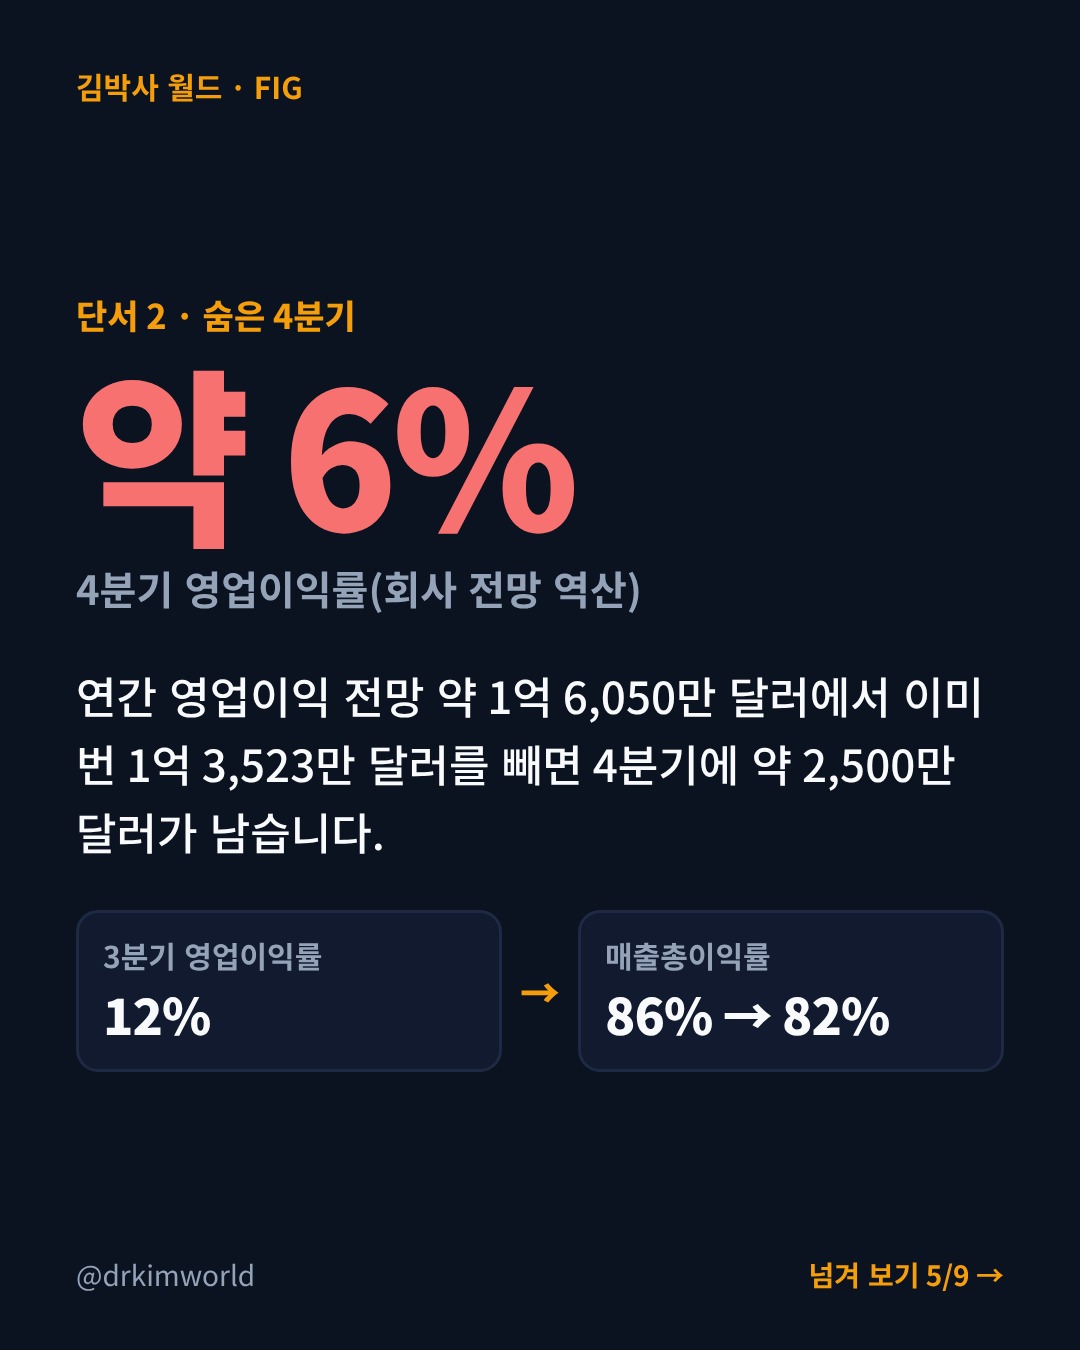 김박사 월드 · FIG
단서 2 · 숨은 4분기
약 6%
4분기 영업이익률(회사 전망 역산)
연간 영업이익 전망 약 1억 6,050만 달러에서 이미
번 1억 3,523만 달러를 빼면 4분기에 약 2,500만
달러가 남습니다.
3분기 영업이익률
12%
→
매출총이익률
86% → 82%
@drkimworld
넘겨 보기 5/9 →